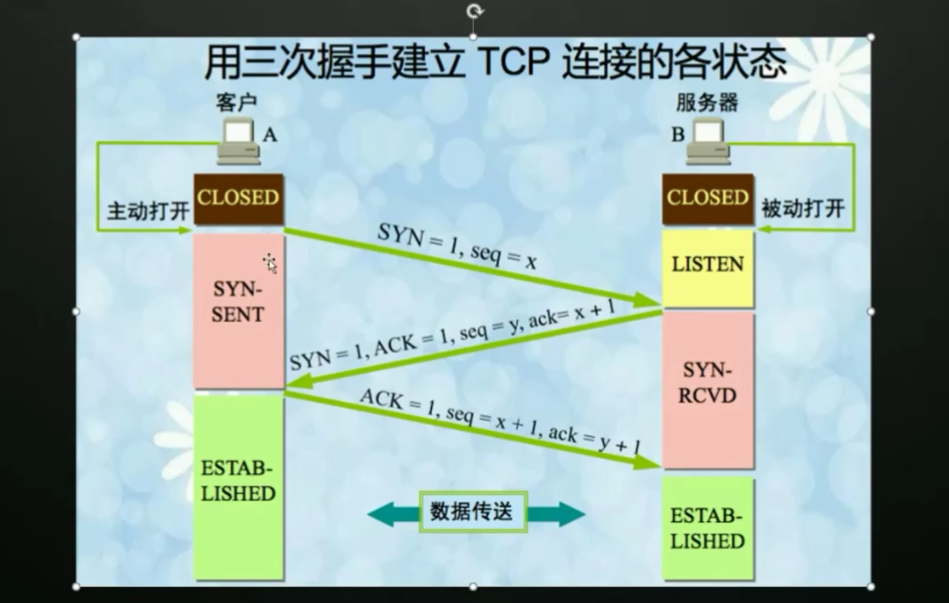 用三次握手建立 TCP 连接的各状态
客户
服务器
A
B
CLOSED
CLOSED
主动打开
被动打开
SYN = 1, seq = x
LISTEN
SYN-
SENT
SYN = 1, ACK = 1, seq = y, ack= x + 1
SYN-
RCVD
ACK = 1, seq = x + 1, ack = y + 1
ESTAB-
LISHED
数据传送
ESTAB-
LISHED